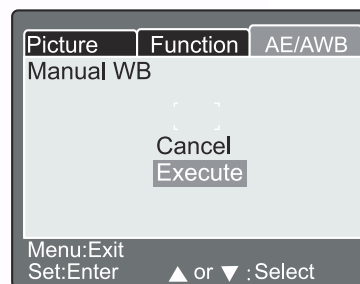 Picture Function AE/AWB
Manual WB
Cancel
Execute
Menu:Exit
Set:Enter ▲ or ▼ :Select